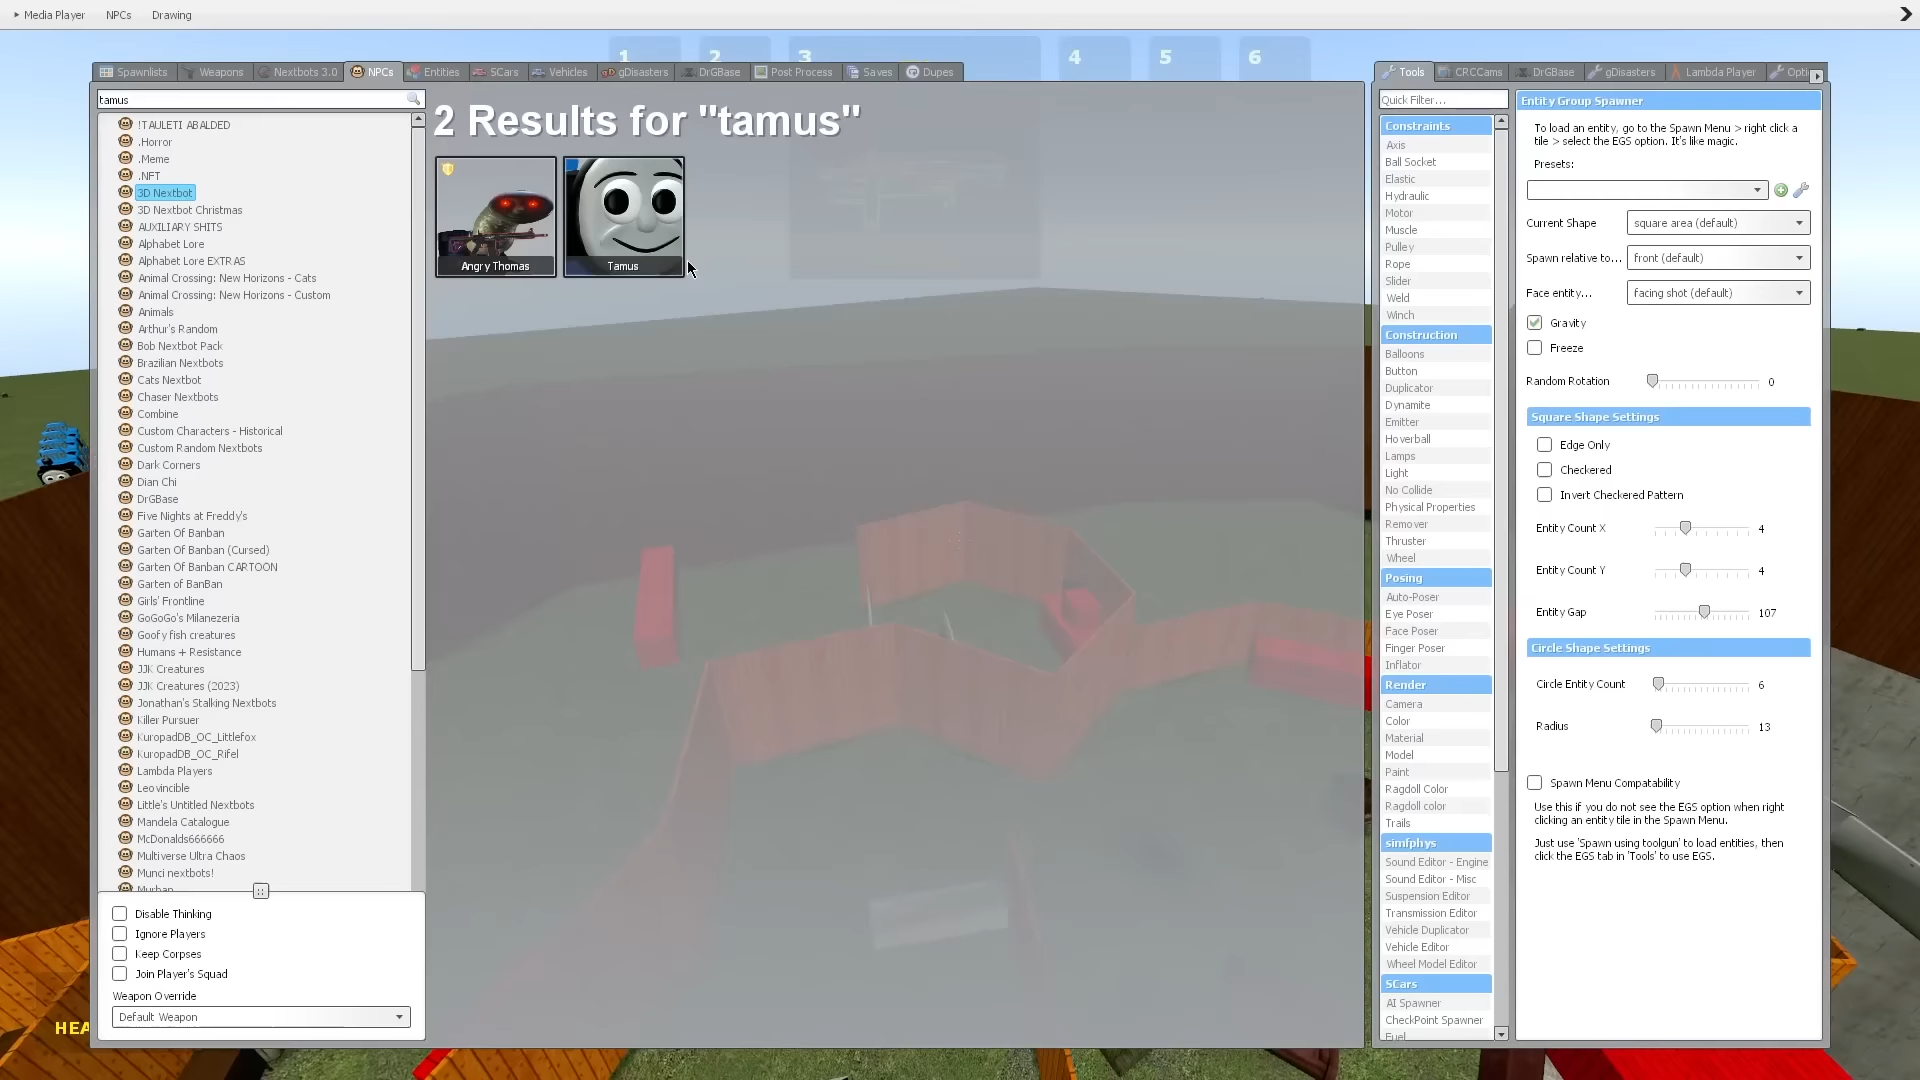 Media Player NPCs Drawing
1 2 3 4 5 6
Spawnlists Weapons Nextbots 3.0 NPCs Entities SCars Vehicles gDisasters DrGBase Post Process Saves Dupes
tamus
!TAULETI ABALDED
.Horror
.Meme
.NFT
3D Nextbot
3D Nextbot Christmas
AUXILIARY SHITS
Alphabet Lore
Alphabet Lore EXTRAS
Animal Crossing: New Horizons - Cats
Animal Crossing: New Horizons - Custom
Animals
Arthur's Random
Bob Nextbot Pack
Brazilian Nextbots
Cats Nextbot
Chaser Nextbots
Combine
Custom Characters - Historical
Custom Random Nextbots
Dark Corners
Dian Chi
DrGBase
Five Nights at Freddy's
Garten Of Banban
Garten Of Banban (Cursed)
Garten Of Banban CARTOON
Garten of BanBan
Girls' Frontline
GoGoGo's Milanezeria
Goofy fish creatures
Humans + Resistance
JJK Creatures
JJK Creatures (2023)
Jonathan's Stalking Nextbots
Killer Pursuer
KuropadDB_OC_Littlefox
KuropadDB_OC_Rifel
Lambda Players
Leovincible
Little's Untitled Nextbots
Mandela Catalogue
McDonalds666666
Multiverse Ultra Chaos
Munci nextbots!
Disable Thinking
Ignore Players
Keep Corpses
Join Player's Squad
Weapon Override
Default Weapon
HEA
2 Results for "tamus"
Angry Thomas
Tamus
Tools CRCCams DrGBase gDisasters Lambda Player Opti
Quick Filter...
Constraints
Axis
Ball Socket
Elastic
Hydraulic
Motor
Muscle
Pulley
Rope
Slider
Weld
Winch
Construction
Balloons
Button
Duplicator
Dynamite
Emitter
Hoverball
Lamps
Light
No Collide
Physical Properties
Remover
Thruster
Wheel
Posing
Auto-Poser
Eye Poser
Face Poser
Finger Poser
Inflator
Render
Camera
Color
Material
Model
Paint
Ragdoll Color
Ragdoll color
Trails
simfphys
Sound Editor - Engine
Sound Editor - Misc
Suspension Editor
Transmission Editor
Vehicle Duplicator
Vehicle Editor
Wheel Model Editor
SCars
AI Spawner
CheckPoint Spawner
Fuel
Entity Group Spawner
To load an entity, go to the Spawn Menu > right click a
tile > select the EGS option. It's like magic.
Presets:
Current Shape square area (default)
Spawn relative to... front (default)
Face entity... facing shot (default)
Gravity
Freeze
Random Rotation 0
Square Shape Settings
Edge Only
Checkered
Invert Checkered Pattern
Entity Count X 4
Entity Count Y 4
Entity Gap 107
Circle Shape Settings
Circle Entity Count 6
Radius 13
Spawn Menu Compatability
Use this if you do not see the EGS option when right
clicking an entity tile in the Spawn Menu.
Just use 'Spawn using toolgun' to load entities, then
click the EGS tab in 'Tools' to use EGS.